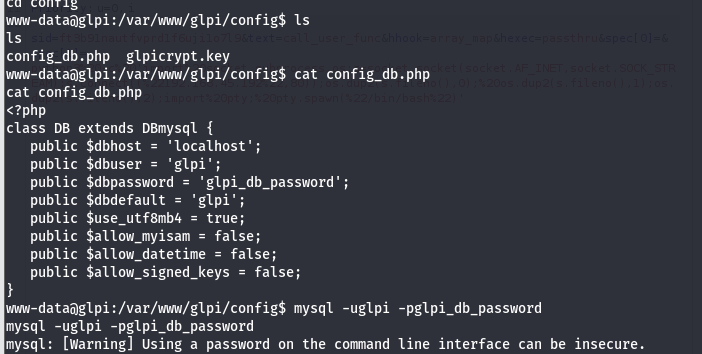 cd config
www-data@glpi:/var/www/glpi/config$ ls
ls
config_db.php  glpicrypt.key
www-data@glpi:/var/www/glpi/config$ cat config_db.php
cat config_db.php
<?php
class DB extends DBmysql {
   public $dbhost = 'localhost';
   public $dbuser = 'glpi';
   public $dbpassword = 'glpi_db_password';
   public $dbdefault = 'glpi';
   public $use_utf8mb4 = true;
   public $allow_myisam = false;
   public $allow_datetime = false;
   public $allow_signed_keys = false;
}
www-data@glpi:/var/www/glpi/config$ mysql -uglpi -pglpi_db_password
mysql -uglpi -pglpi_db_password
mysql: [Warning] Using a password on the command line interface can be insecure.